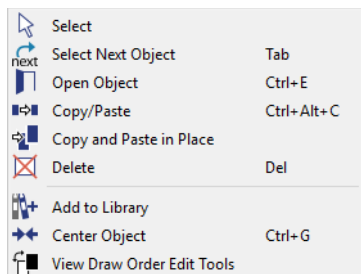 Select
next Select Next Object Tab
Open Object Ctrl+E
Copy/Paste Ctrl+Alt+C
Copy and Paste in Place
Delete Del
Add to Library
Center Object Ctrl+G
View Draw Order Edit Tools